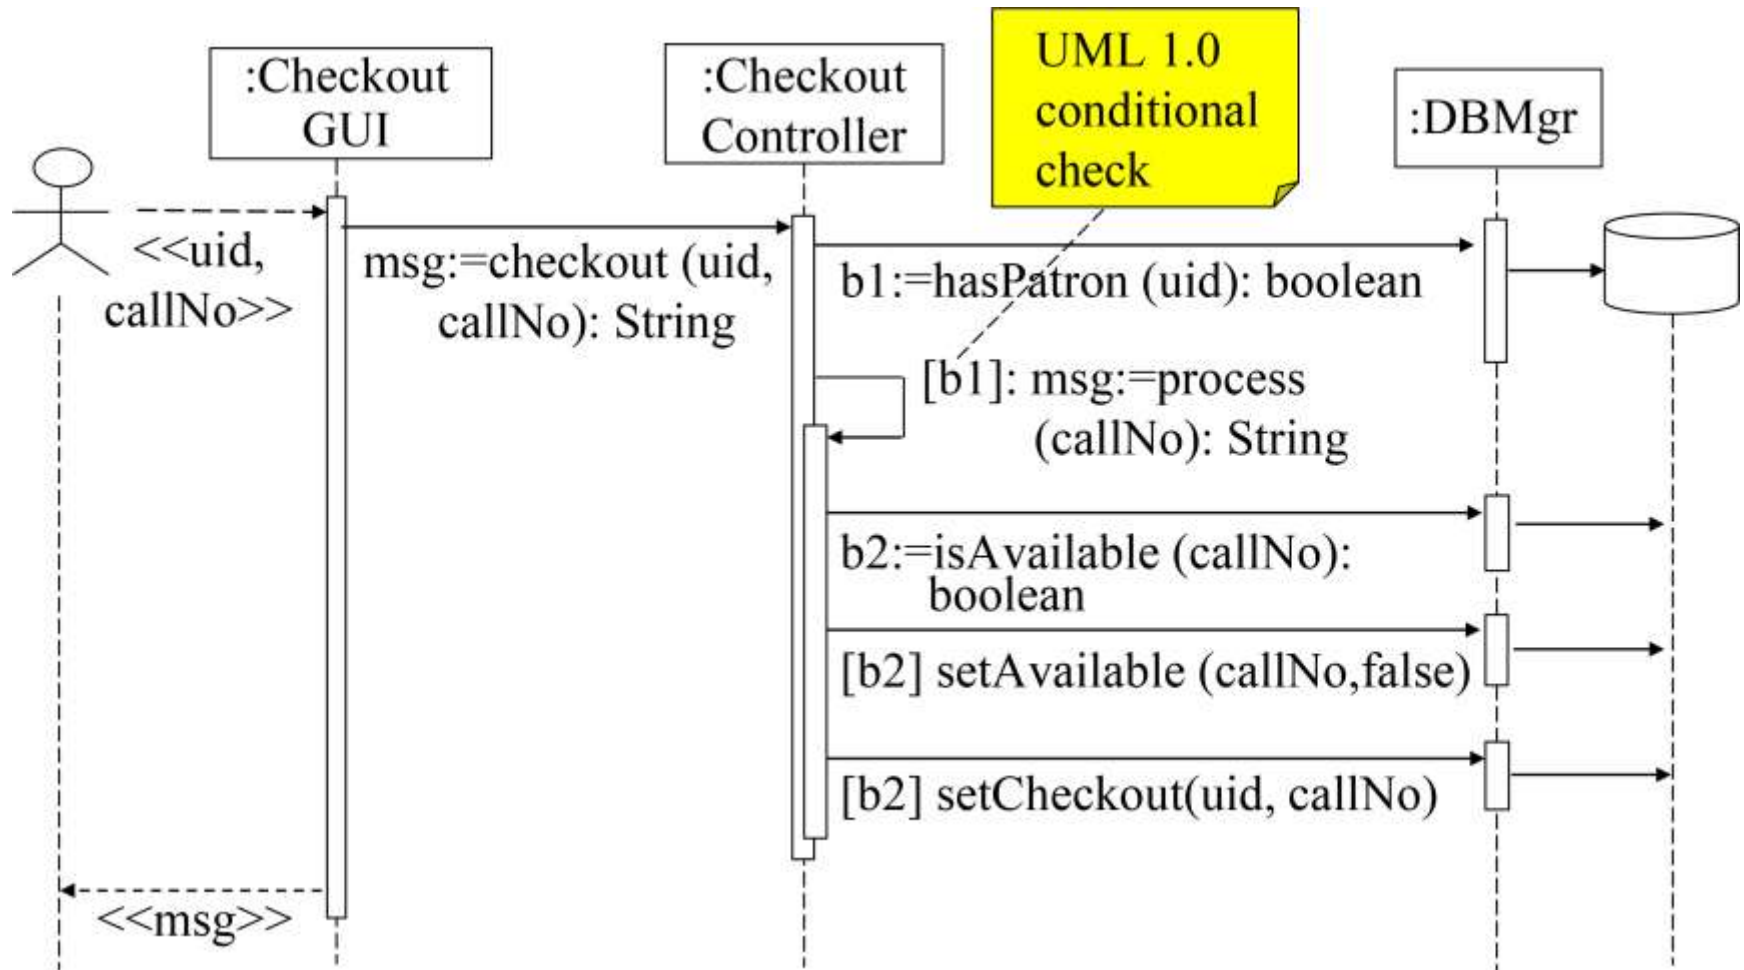 :Checkout
GUI
:Checkout
Controller
UML 1.0
conditional
check
:DBMgr
<<uid,
callNo>>
msg:=checkout (uid,
callNo): String
b1:=hasPatron (uid): boolean
[b1]: msg:=process
(callNo): String
b2:=isAvailable (callNo):
boolean
[b2] setAvailable (callNo,false)
[b2] setCheckout(uid, callNo)
<<msg>>